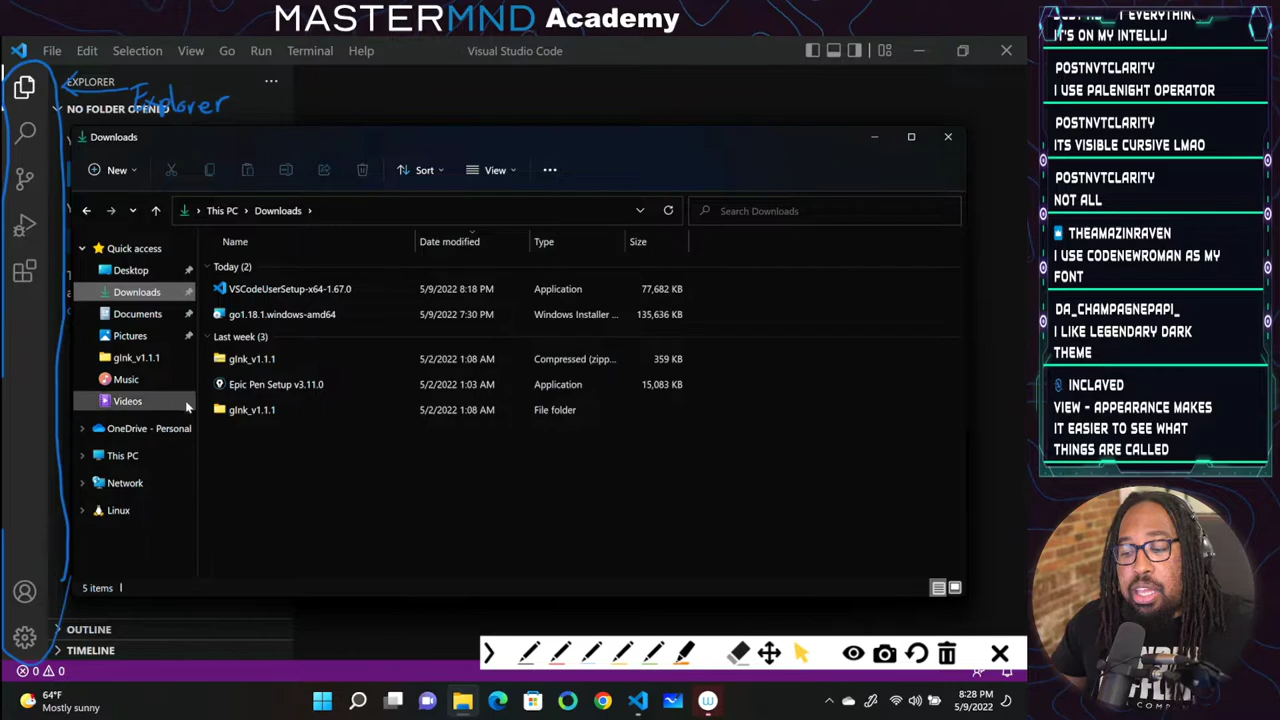 MASTERMND Academy
File Edit Selection View Go Run Terminal Help Visual Studio Code
EXPLORER
Explorer
NO FOLDER OPENED
Downloads
New Sort View
This PC Downloads Search Downloads
Quick access
Desktop
Downloads
Documents
Pictures
gInk_v1.1.1
Music
Videos
OneDrive - Personal
This PC
Network
Linux
Name Date modified Type Size
Today (2)
VSCodeUserSetup-x64-1.67.0 5/9/2022 8:18 PM Application 77,682 KB
go1.18.1.windows-amd64 5/9/2022 7:30 PM Windows Installer ... 135,636 KB
Last week (3)
gInk_v1.1.1 5/2/2022 1:08 AM Compressed (zipp... 359 KB
Epic Pen Setup v3.11.0 5/2/2022 1:03 AM Application 15,083 KB
gInk_v1.1.1 5/2/2022 1:08 AM File folder
5 items
OUTLINE
TIMELINE
0 0
64°F
Mostly sunny
8:28 PM
5/9/2022
IT'S ON MY INTELLIJ
POSTNVTCLARITY
I USE PALENIGHT OPERATOR
POSTNVTCLARITY
ITS VISIBLE CURSIVE LMAO
POSTNVTCLARITY
NOT ALL
THEAMAZINRAVEN
I USE CODENEWROMAN AS MY
FONT
DA_CHAMPAGNEPAPI_
I LIKE LEGENDARY DARK
THEME
INCLAVED
VIEW - APPEARANCE MAKES
IT EASIER TO SEE WHAT
THINGS ARE CALLED